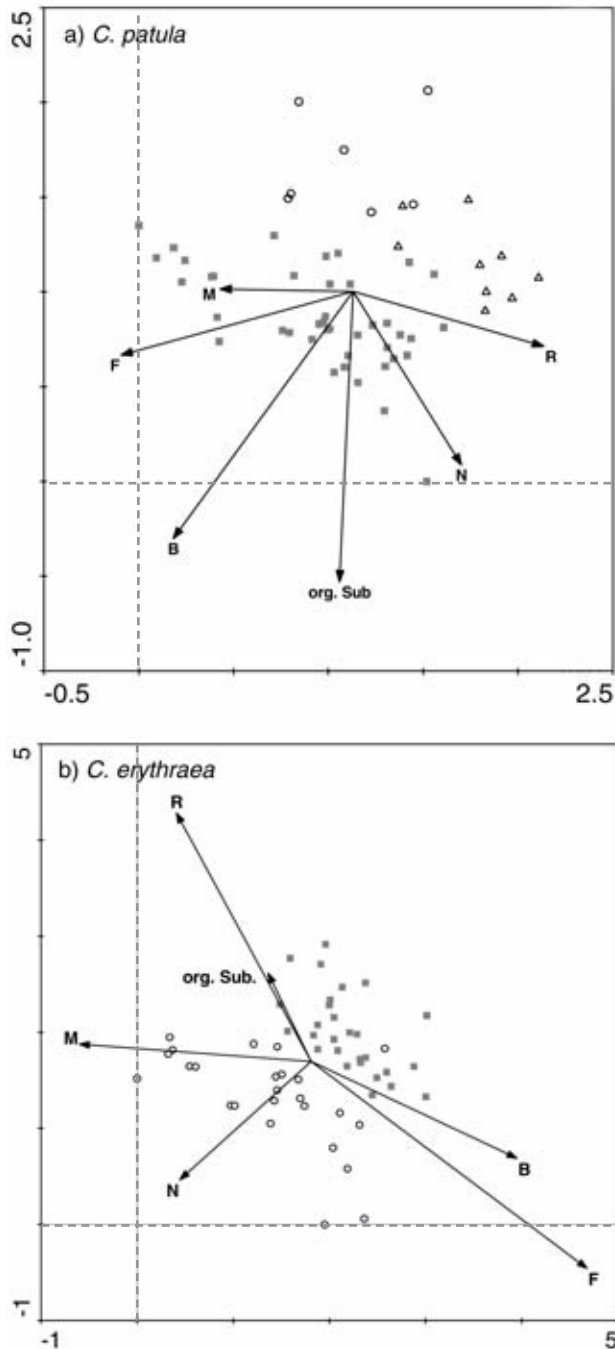 2.5
a) C. patula
M
F
R
N
B
org. Sub
-1.0
-0.5
2.5
5
b) C. erythraea
R
org. Sub.
M
N
B
F
-1
-1
5